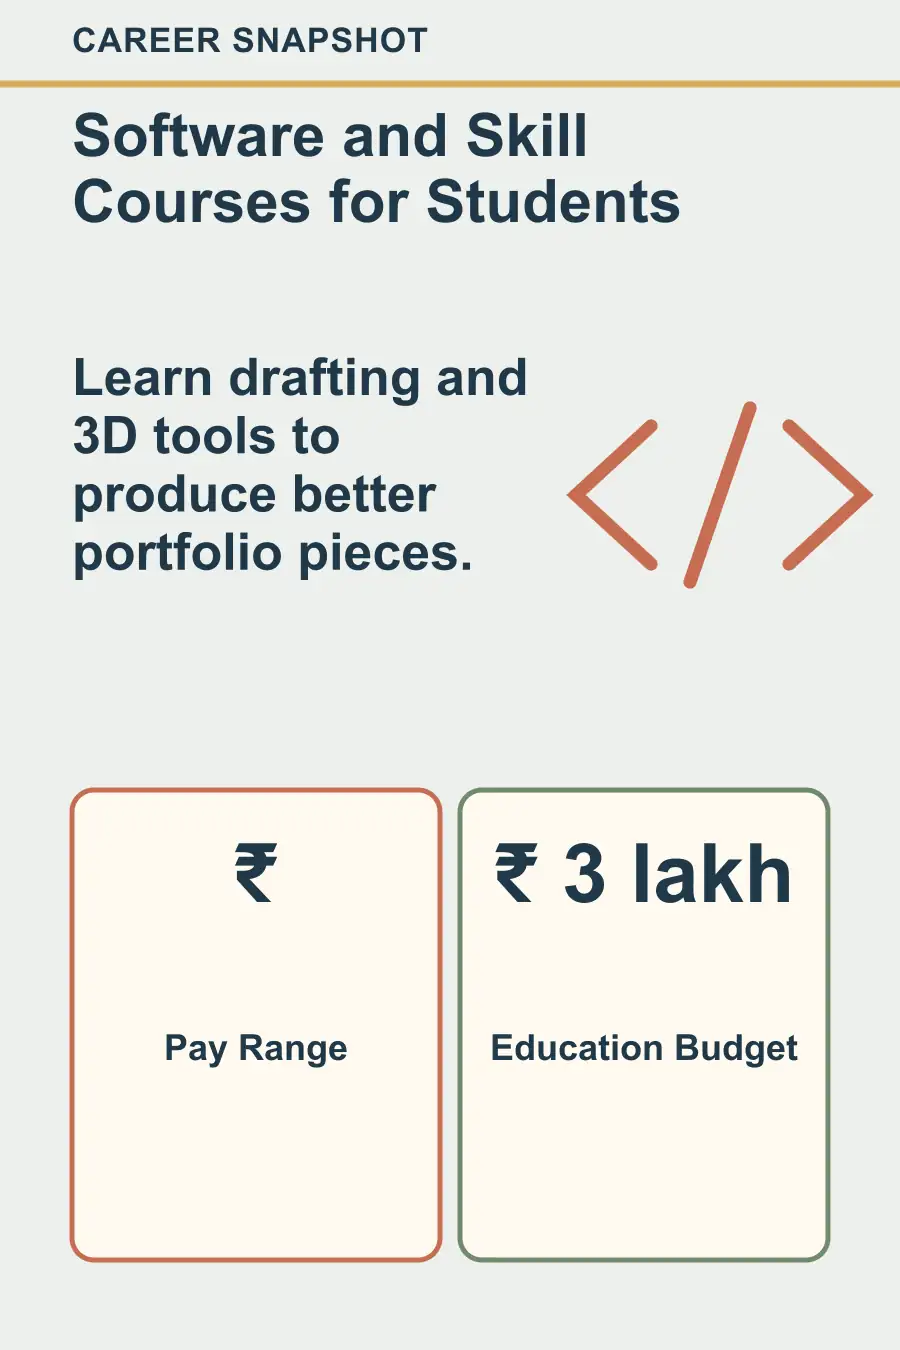 CAREER SNAPSHOT
Software and Skill
Courses for Students
Learn drafting and
3D tools to
produce better
portfolio pieces.
₹
Pay Range
₹ 3 lakh
Education Budget